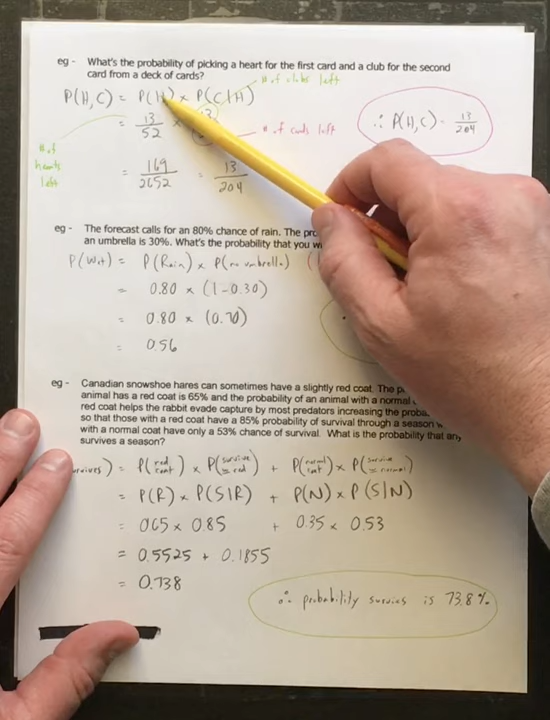 eg - What's the probability of picking a heart for the first card and a club for the second
card from a deck of cards?
# of clubs left
P(H,C) = P(H) × P(C|H)
= 13/52 × 13
∴ P(H,C) = 13/204
# of cards left
# of
hearts
left
= 169/2652 = 13/204
eg - The forecast calls for an 80% chance of rain. The
an umbrella is 30%. What's the probability that you
P(Wet) = P(Rain) × P(no umbrella)
= 0.80 × (1-0.30)
= 0.80 × (0.70)
= 0.56
eg - Canadian snowshoe hares can sometimes have a slightly red coat. The
animal has a red coat is 65% and the probability of an animal with a normal
red coat helps the rabbit evade capture by most predators increasing the
so that those with a red coat have a 85% probability of survival through a season
with a normal coat have only a 53% chance of survival. What is the probability that any
survives a season?
) = P(red coat) × P(survive = red) + P(normal coat) × P(survive = normal)
= P(R) × P(S|R) + P(N) × P(S|N)
= 0.65 × 0.85 + 0.35 × 0.53
= 0.5525 + 0.1855
= 0.738
∴ probability survives is 73.8%.